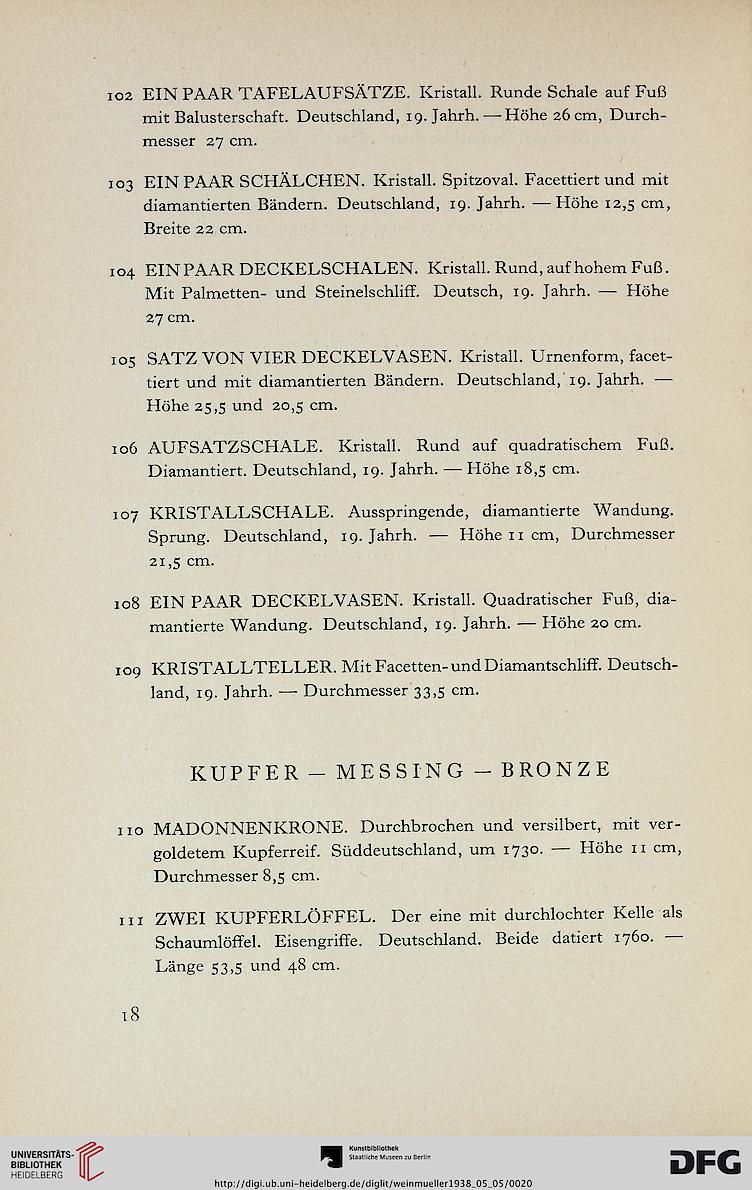 102 EIN PAAR TAFELAUFSÄTZE. Kristall. Runde Schale auf Fuß
mit Balusterschaft. Deutschland, 19. Jahrh. — Höhe 26 cm, Durch-
messer 27 cm.
103 EIN PAAR SCHÄLCHEN. Kristall. Spitzoval. Facettiert und mit
diamantierten Bändern. Deutschland, 19. Jahrh. — Höhe 12,5 cm,
Breite 22 cm.
104 EIN PAAR DECKELSCHALEN. Kristall. Rund, auf hohem Fuß.
Mit Palmetten- und Steinelschliff. Deutsch, 19. Jahrh. — Höhe
27 cm.
105 SATZ VON VIER DECKELVASEN. Kristall. Urnenform, facet-
tiert und mit diamantierten Bändern. Deutschland, 19. Jahrh. —
Höhe 25,5 und 20,5 cm.
106 AUFSATZSCHALE. Kristall. Rund auf quadratischem Fuß.
Diamantiert. Deutschland, 19. Jahrh. — Höhe 18,5 cm.
107 KRISTALLSCHALE. Ausspringende, diamantierte Wandung.
Sprung. Deutschland, 19. Jahrh. — Höhe 11 cm, Durchmesser
21,5 cm.
108 EIN PAAR DECKELVASEN. Kristall. Quadratischer Fuß, dia-
mantierte Wandung. Deutschland, 19. Jahrh. — Höhe 20 cm.
109 KRISTALLTELLER. Mit Facetten- und Diamantschliff. Deutsch-
land, 19. Jahrh. — Durchmesser 33,5 cm.
KUPFER — MESSING — BRONZE
110 MADONNENKRONE. Durchbrochen und versilbert, mit ver-
goldetem Kupferreif. Süddeutschland, um 1730. — Höhe 11 cm,
Durchmesser 8,5 cm.
111 ZWEI KUPFERLÖFFEL. Der eine mit durchlochter Kelle als
Schaumlöffel. Eisengriffe. Deutschland. Beide datiert 1760. —
Länge 53,5 und 48 cm.
18
UNIVERSITÄTS-
BIBLIOTHEK
HEIDELBERG
Kunstbibliothek
Staatliche Museen zu Berlin
DFG
http://digi.ub.uni-heidelberg.de/diglit/weinmueller1938_05_05/0020